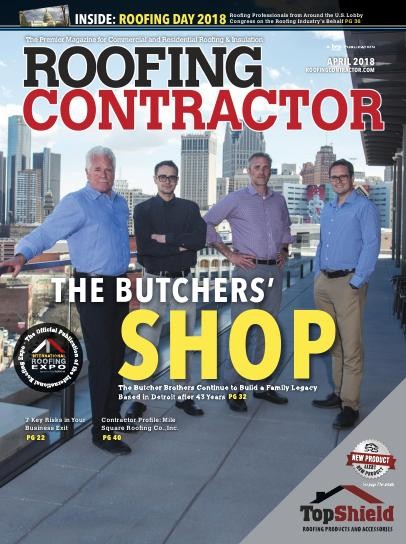 INSIDE: ROOFING DAY 2018
Roofing Professionals from Around the U.S. Lobby
Congress on the Roofing Industry's Behalf PG 36
The Premier Magazine for Commercial and Residential Roofing & Insulation
PUBLICATION
ROOFING
APRIL 2018
ROOFINGCONTRACTOR.COM
CONTRACTOR
THE BUTCHERS'
SHOP
The Butcher Brothers Continue to Build a Family Legacy
Based in Detroit after 43 Years PG 32
The Official Publication of the International Roofing Expo
INTERNATIONAL
ROOFING
EXPO
7 Key Risks in Your
Business Exit
PG 22
Contractor Profile: Mile
Square Roofing Co., Inc.
PG 40
NEW PRODUCT
ALERT
NEW PRODUCT
TopShield
ROOFING PRODUCTS AND ACCESSORIES